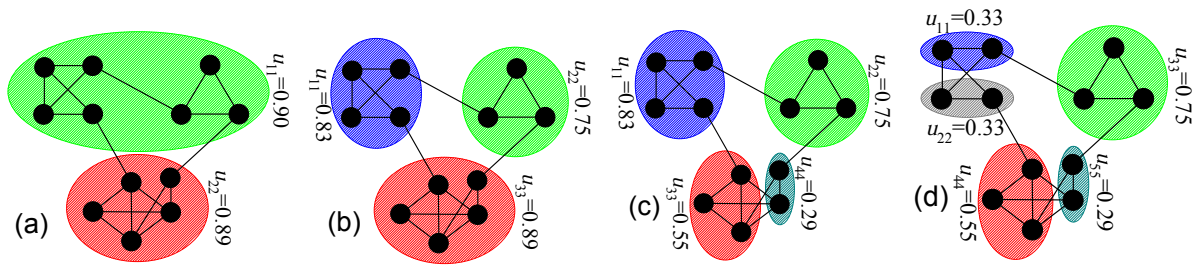 (a)
u11=0.90
u22=0.89
(b)
u11=0.83
u22=0.75
u33=0.89
(c)
u11=0.83
u22=0.75
u33=0.55
u44=0.29
(d)
u11=0.33
u22=0.33
u33=0.75
u44=0.55
u55=0.29